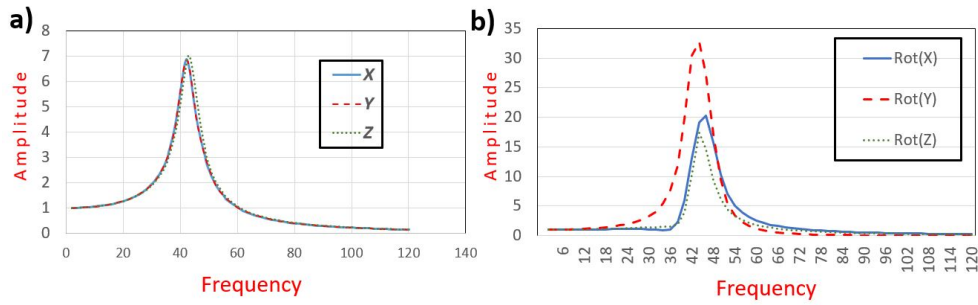 a)
8
7
6
5
4
3
2
1
0
Amplitude
0 20 40 60 80 100 120 140
Frequency
X
Y
Z
b)
35
30
25
20
15
10
5
0
Amplitude
6 12 18 24 30 36 42 48 54 60 66 72 78 84 90 96 102 108 114 120
Frequency
Rot(X)
Rot(Y)
Rot(Z)